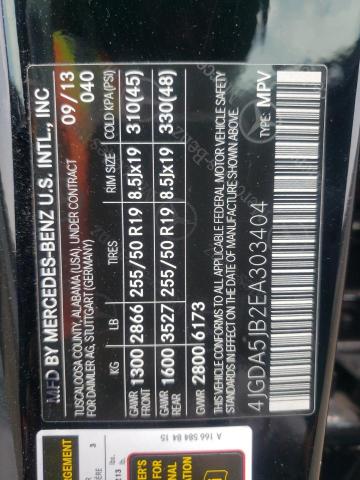 MFD BY MERCEDES-BENZ U.S. INTL., INC
TUSCALOOSA COUNTY, ALABAMA (USA), UNDER CONTRACT
FOR DAIMLER AG, STUTTGART (GERMANY)
09/13
040
KG LB TIRES RIM SIZE COLD KPA(PSI)
GAWR FRONT 1300 2866 255/50 R19 8.5Jx19 310(45)
GAWR REAR 1600 3527 255/50 R19 8.5Jx19 330(48)
GVWR 2800 6173
THIS VEHICLE CONFORMS TO ALL APPLICABLE FEDERAL MOTOR VEHICLE SAFETY
STANDARDS IN EFFECT ON THE DATE OF MANUFACTURE SHOWN ABOVE.
4JGDA5JB2EA303404
TYPE: MPV
A 166 584 84 15